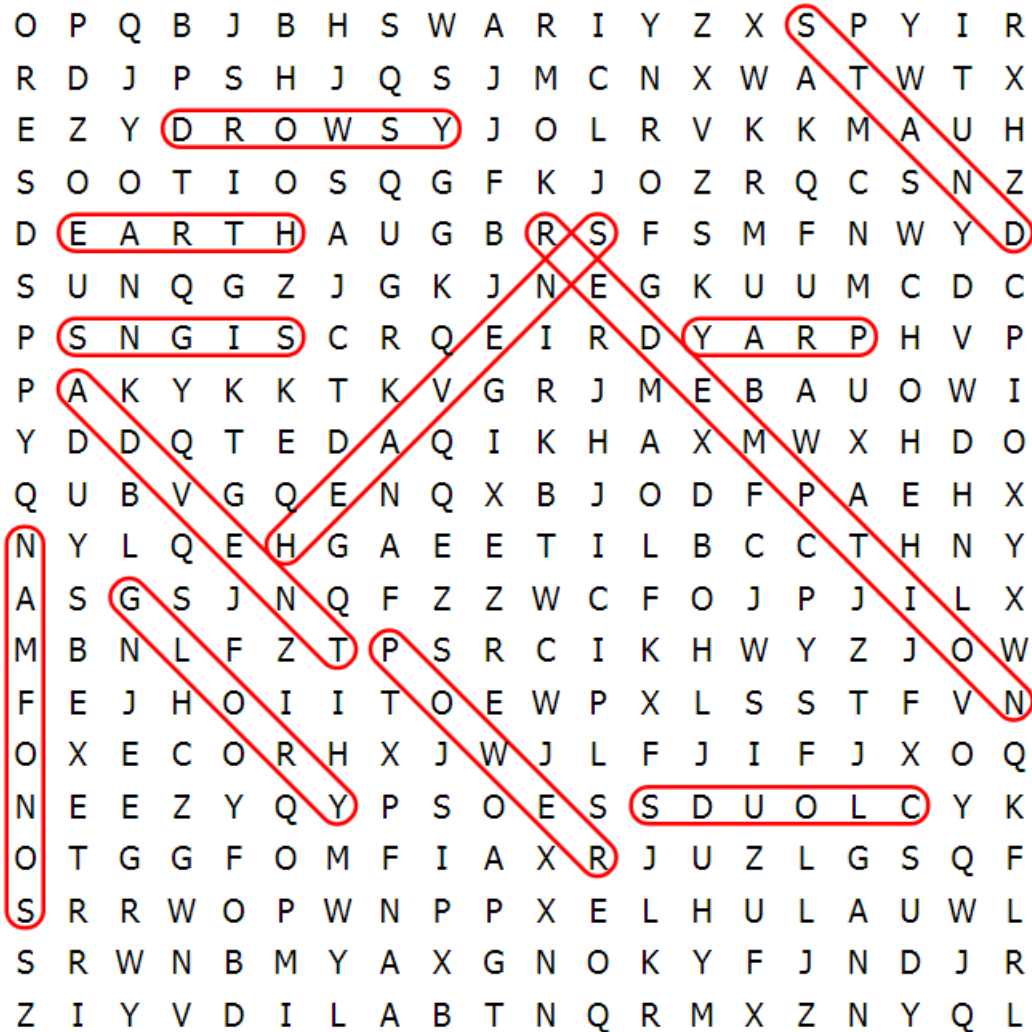 O P Q B J B H S W A R I Y Z X S P Y I R
R D J P S H J Q S J M C N X W A T W T X
E Z Y D R O W S Y J O L R V K K M A U H
S O O T I O S Q G F K J O Z R Q C S N Z
D E A R T H A U G B R S F S M F N W Y D
S U N Q G Z J G K J N E G K U U M C D C
P S N G I S C R Q E I R D Y A R P H V P
P A K Y K K T K V G R J M E B A U O W I
Y D D Q T E D A Q I K H A X M W X H D O
Q U B V G Q E N Q X B J O D F P A E H X
N Y L Q E H G A E E T I L B C C T H N Y
A S G S J N Q F Z Z W C F O J P J I L X
M B N L F Z T P S R C I K H W Y Z J O W
F E J H O I I T O E W P X L S S T F V N
O X E C O R H X J W J L F J I F J X O Q
N E E Z Y Q Y P S O E S S D U O L C Y K
O T G G F O M F I A X R J U Z L G S Q F
S R R W O P W N P P X E L H U L A U W L
S R W N B M Y A X G N O K Y F J N D J R
Z I Y V D I L A B T N Q R M X Z N Y Q L